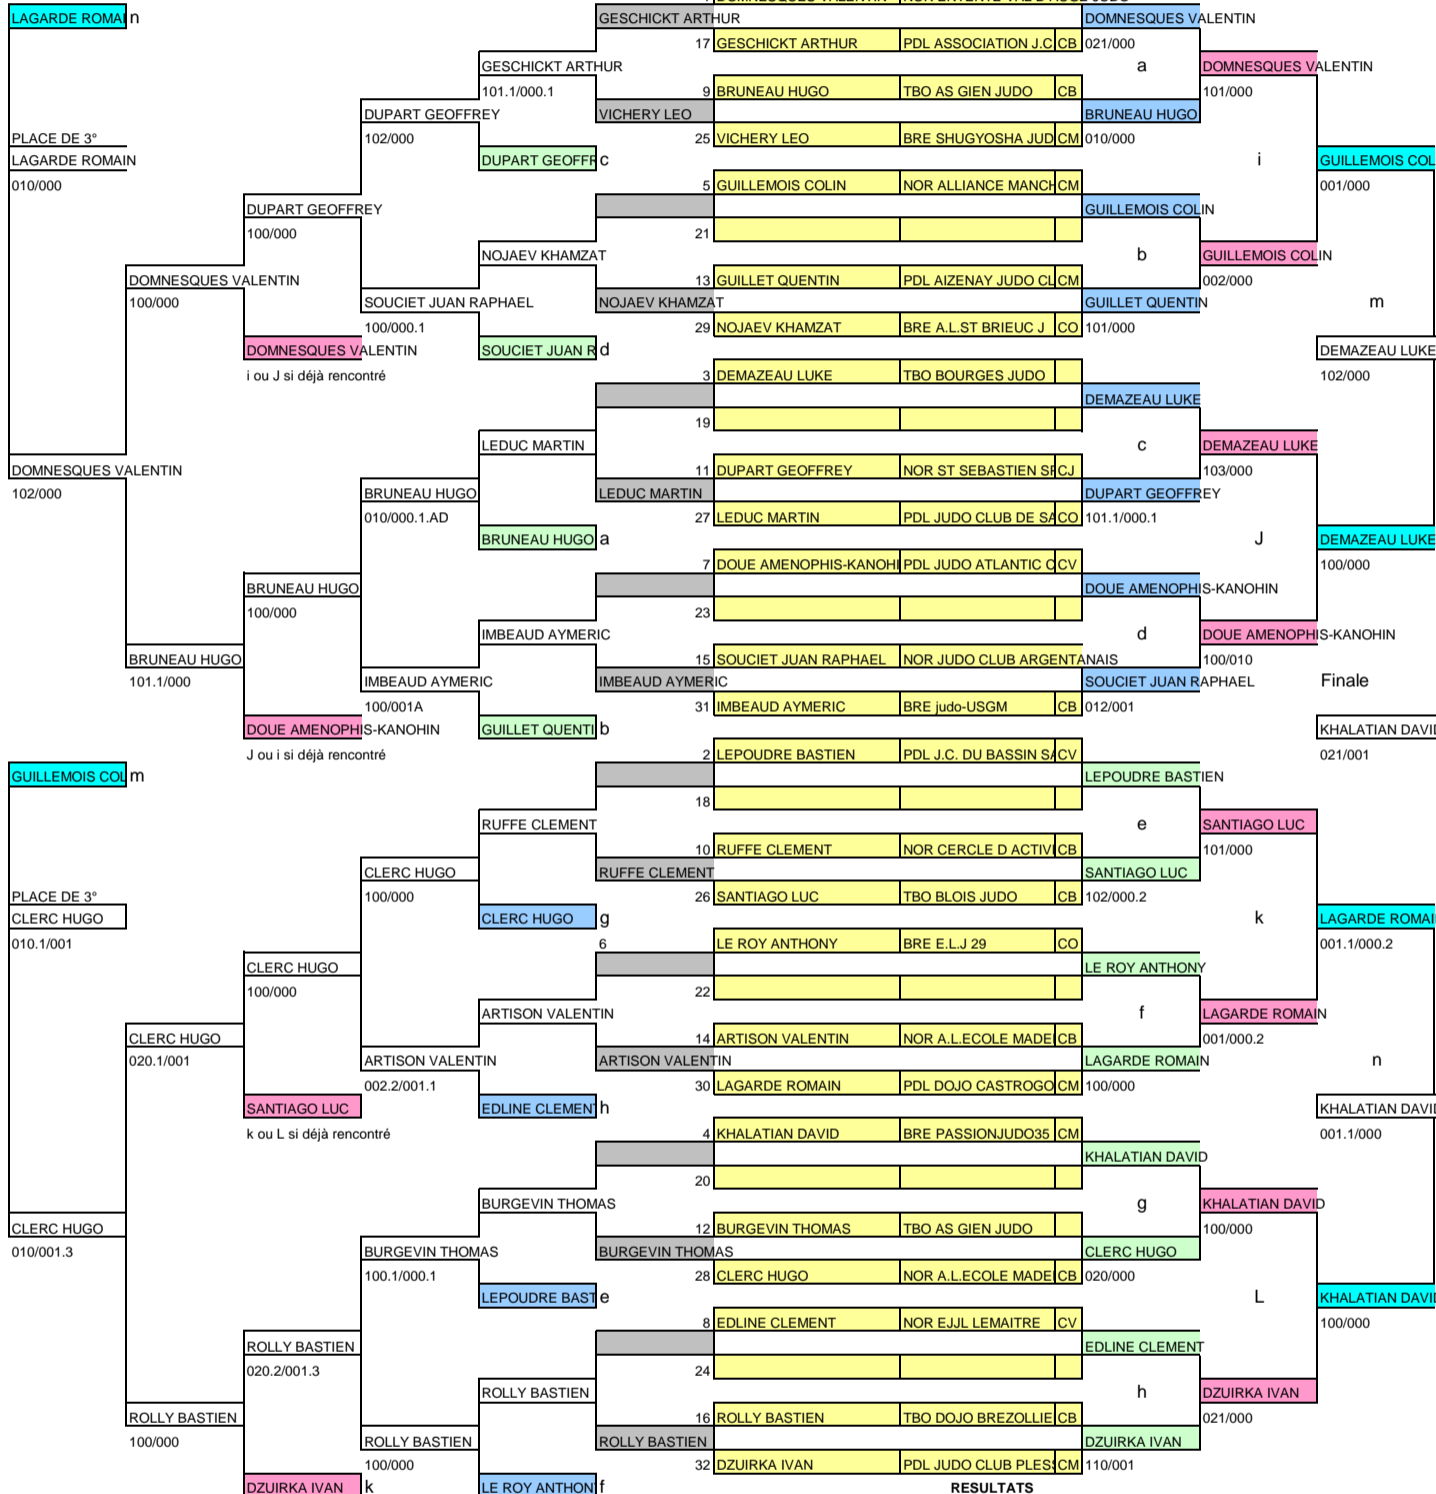 LAGARDE ROMAI n
GESCHICKT ARTHUR
DOMNESQUES VALENTIN
17 GESCHICKT ARTHUR PDL ASSOCIATION J.C CB 021/000
GESCHICKT ARTHUR
a
DOMNESQUES VALENTIN
101.1/000.1
9 BRUNEAU HUGO TBO AS GIEN JUDO CB
101/000
DUPART GEOFFREY
VICHERY LEO
BRUNEAU HUGO
PLACE DE 3°
102/000
25 VICHERY LEO BRE SHUGYOSHA JUD CM 010/000
LAGARDE ROMAIN
DUPART GEOFFR c
i
GUILLEMOIS COL
010/000
5 GUILLEMOIS COLIN NOR ALLIANCE MANCH CM
001/000
DUPART GEOFFREY
GUILLEMOIS COLIN
100/000
21
NOJAEV KHAMZAT
b
GUILLEMOIS COLIN
DOMNESQUES VALENTIN
13 GUILLET QUENTIN PDL AIZENAY JUDO CL CM
002/000
100/000
SOUCIET JUAN RAPHAEL
NOJAEV KHAMZAT
GUILLET QUENTIN
m
100/000.1
29 NOJAEV KHAMZAT BRE A.L.ST BRIEUC J CO 101/000
DOMNESQUES VALENTIN
SOUCIET JUAN R d
DEMAZEAU LUKE
i ou J si déjà rencontré
3 DEMAZEAU LUKE TBO BOURGES JUDO
102/000
DEMAZEAU LUKE
19
LEDUC MARTIN
c
DEMAZEAU LUKE
DOMNESQUES VALENTIN
11 DUPART GEOFFREY NOR ST SEBASTIEN SP CJ
103/000
102/000
BRUNEAU HUGO
LEDUC MARTIN
DUPART GEOFFREY
010/000.1.AD
27 LEDUC MARTIN PDL JUDO CLUB DE SA CO 101.1/000.1
BRUNEAU HUGO a
J
DEMAZEAU LUKE
7 DOUE AMENOPHIS-KANOHI PDL JUDO ATLANTIC C CV
100/000
BRUNEAU HUGO
DOUE AMENOPHIS-KANOHIN
100/000
23
IMBEAUD AYMERIC
d
DOUE AMENOPHIS-KANOHIN
BRUNEAU HUGO
15 SOUCIET JUAN RAPHAEL NOR JUDO CLUB ARGENTANAIS
100/010
101.1/000
IMBEAUD AYMERIC
IMBEAUD AYMERIC
SOUCIET JUAN RAPHAEL
Finale
100/001A
31 IMBEAUD AYMERIC BRE judo-USGM CB 012/001
DOUE AMENOPHIS-KANOHIN
GUILLET QUENTI b
KHALATIAN DAVID
J ou i si déjà rencontré
2 LEPOUDRE BASTIEN PDL J.C. DU BASSIN SA CV
021/001
GUILLEMOIS COL m
LEPOUDRE BASTIEN
18
RUFFE CLEMENT
e
SANTIAGO LUC
10 RUFFE CLEMENT NOR CERCLE D ACTIVI CB
101/000
CLERC HUGO
RUFFE CLEMENT
SANTIAGO LUC
PLACE DE 3°
100/000
26 SANTIAGO LUC TBO BLOIS JUDO CB 102/000.2
CLERC HUGO
CLERC HUGO g
k
LAGARDE ROMAI
010.1/001
6 LE ROY ANTHONY BRE E.L.J 29 CO
001.1/000.2
CLERC HUGO
LE ROY ANTHONY
100/000
22
ARTISON VALENTIN
f
LAGARDE ROMAIN
CLERC HUGO
14 ARTISON VALENTIN NOR A.L.ECOLE MADE CB
001/000.2
020.1/001
ARTISON VALENTIN
ARTISON VALENTIN
LAGARDE ROMAIN
n
002.2/001.1
30 LAGARDE ROMAIN PDL DOJO CASTROGO CM 100/000
SANTIAGO LUC
EDLINE CLEMENT h
KHALATIAN DAVID
k ou L si déjà rencontré
4 KHALATIAN DAVID BRE PASSIONJUDO35 CM
001.1/000
KHALATIAN DAVID
20
BURGEVIN THOMAS
g
KHALATIAN DAVID
CLERC HUGO
12 BURGEVIN THOMAS TBO AS GIEN JUDO
100/000
010/001.3
BURGEVIN THOMAS
BURGEVIN THOMAS
CLERC HUGO
100.1/000.1
28 CLERC HUGO NOR A.L.ECOLE MADE CB 020/000
LEPOUDRE BAST e
L
KHALATIAN DAVID
8 EDLINE CLEMENT NOR EJJL LEMAITRE CV
100/000
ROLLY BASTIEN
EDLINE CLEMENT
020.2/001.3
24
ROLLY BASTIEN
h
DZUIRKA IVAN
ROLLY BASTIEN
16 ROLLY BASTIEN TBO DOJO BREZOLLIE CB
021/000
100/000
ROLLY BASTIEN
ROLLY BASTIEN
DZUIRKA IVAN
100/000
32 DZUIRKA IVAN PDL JUDO CLUB PLES CM 110/001
DZUIRKA IVAN k
LE ROY ANTHON f
RESULTATS